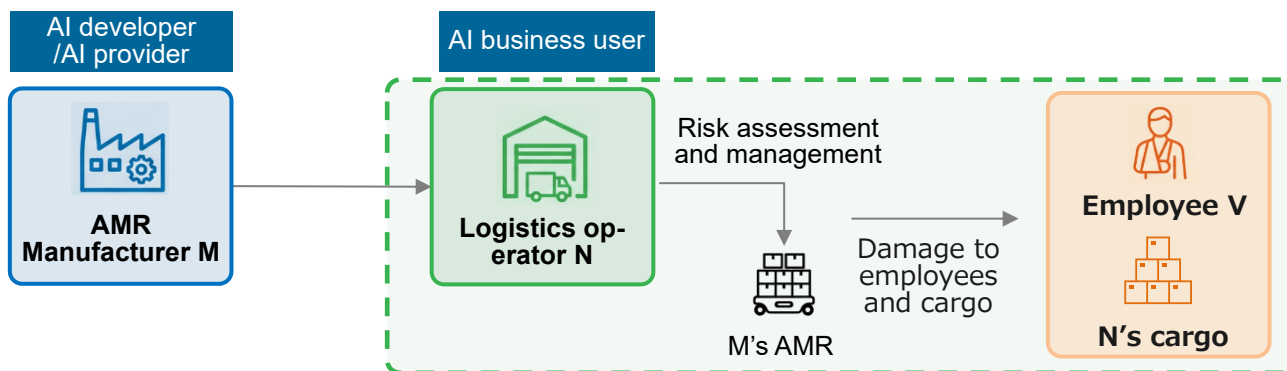 AI developer
/AI provider
AI business user
AMR
Manufacturer M
Logistics op-
erator N
Risk assessment
and management
M's AMR
Damage to
employees
and cargo
Employee V
N's cargo